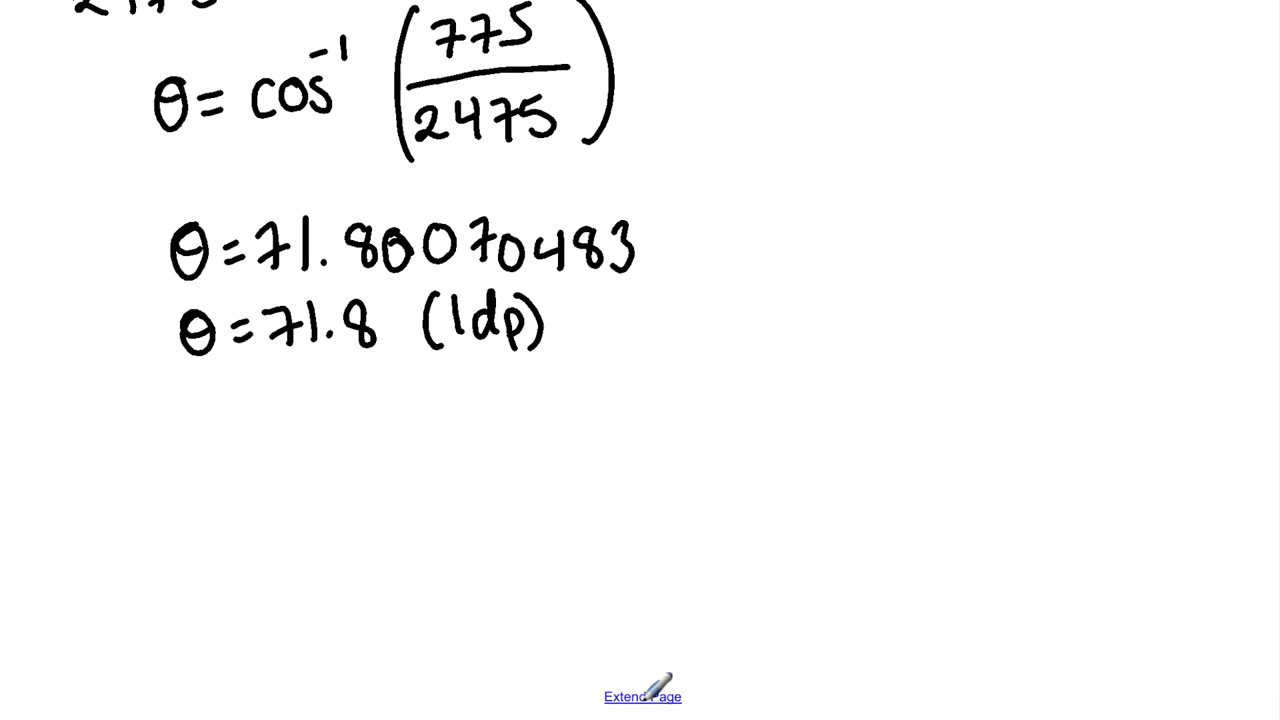 θ = cos⁻¹ (775/2475)
θ = 71.80070483
θ = 71.8 (1dp)
Extend Page